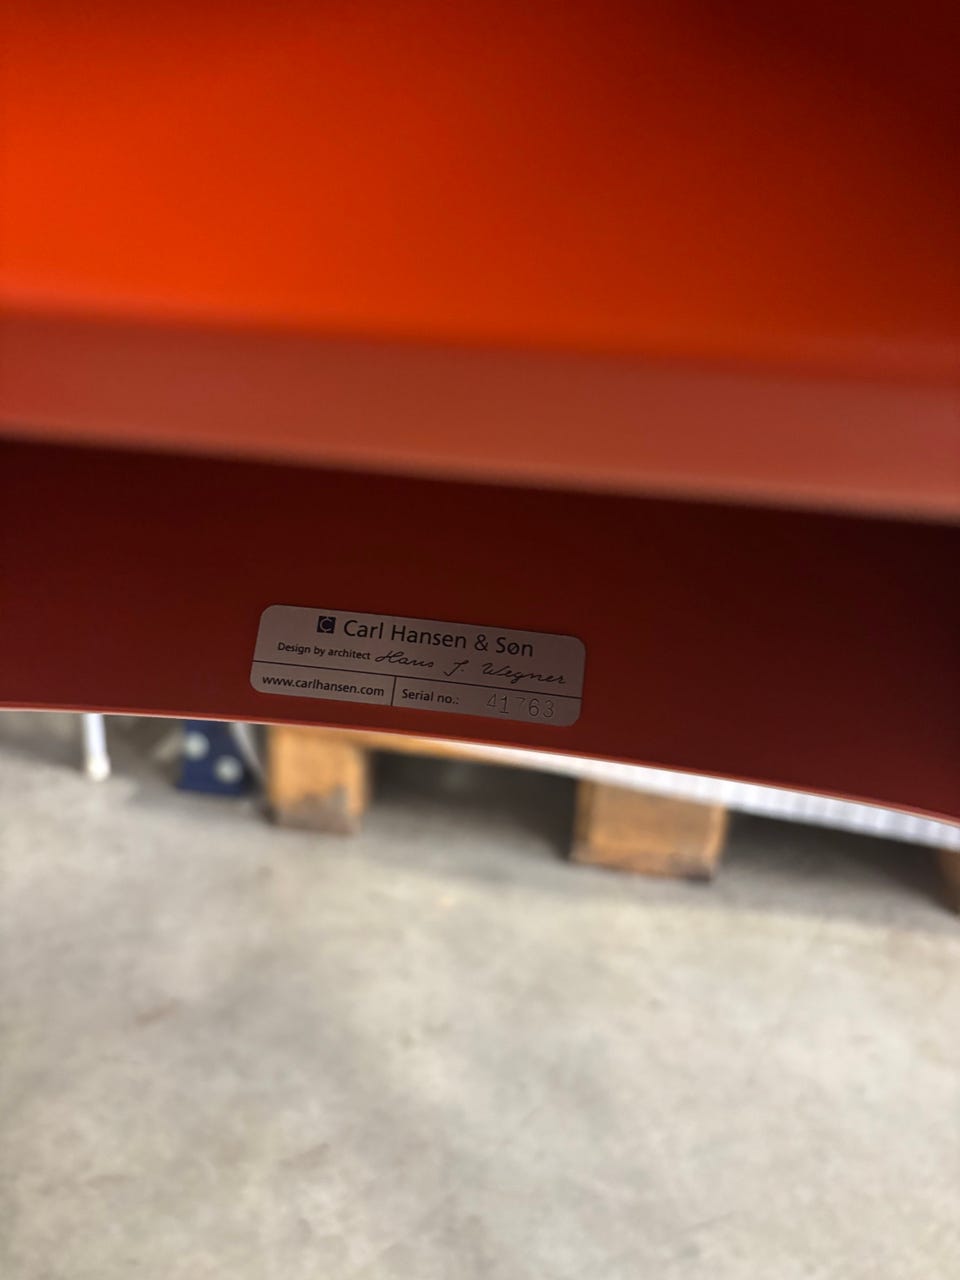 Carl Hansen & Søn
Design by architect Hans J. Wegner
www.carlhansen.com
Serial no.: 41763